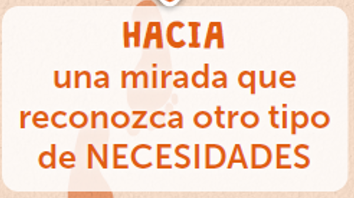 HACIA
una mirada que
reconozca otro tipo
de NECESIDADES